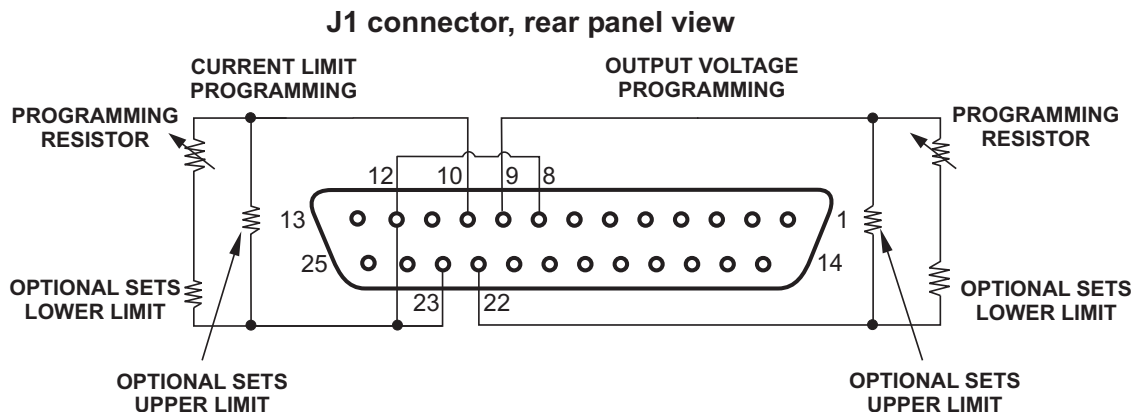 J1 connector, rear panel view
CURRENT LIMIT
PROGRAMMING
OUTPUT VOLTAGE
PROGRAMMING
PROGRAMMING
RESISTOR
PROGRAMMING
RESISTOR
12
10
9
8
13
1
25
14
23
22
OPTIONAL SETS
LOWER LIMIT
OPTIONAL SETS
LOWER LIMIT
OPTIONAL SETS
UPPER LIMIT
OPTIONAL SETS
UPPER LIMIT